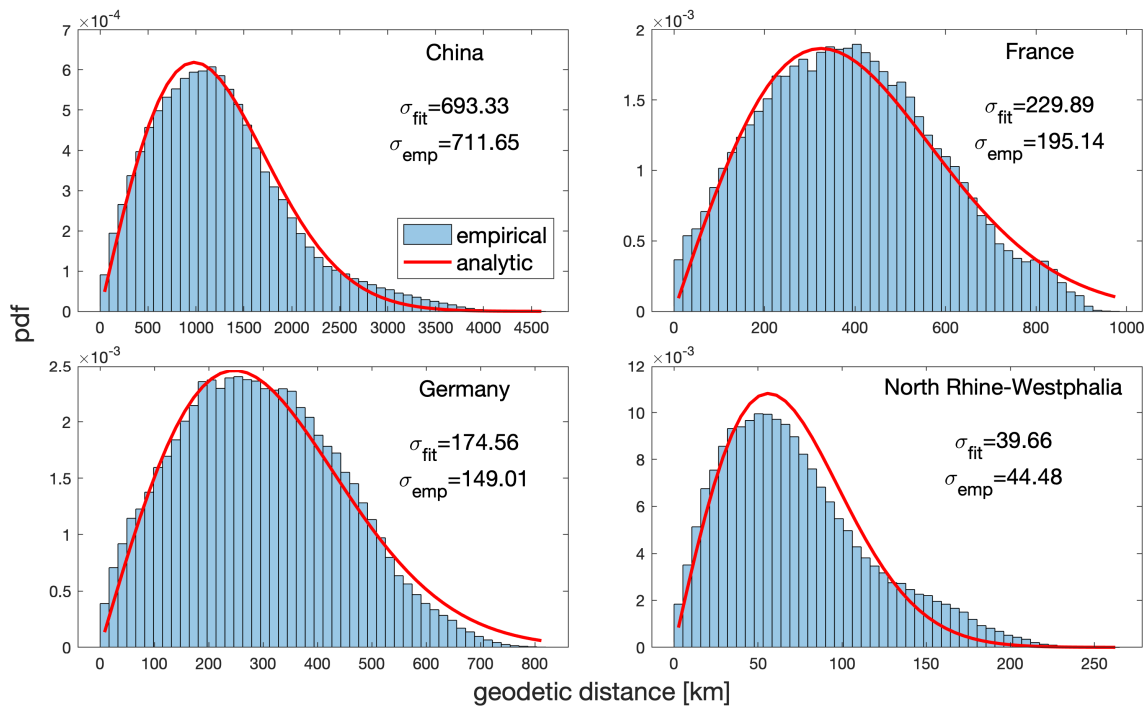 ×10⁻⁴
7
6
5
4
3
2
1
0
China
σfit=693.33
σemp=711.65
empirical
analytic
0 500 1000 1500 2000 2500 3000 3500 4000 4500
×10⁻³
2
1.5
1
0.5
0
France
σfit=229.89
σemp=195.14
0 200 400 600 800 1000
pdf
×10⁻³
2.5
2
1.5
1
0.5
0
Germany
σfit=174.56
σemp=149.01
0 100 200 300 400 500 600 700 800
×10⁻³
12
10
8
6
4
2
0
North Rhine-Westphalia
σfit=39.66
σemp=44.48
0 50 100 150 200 250
geodetic distance [km]